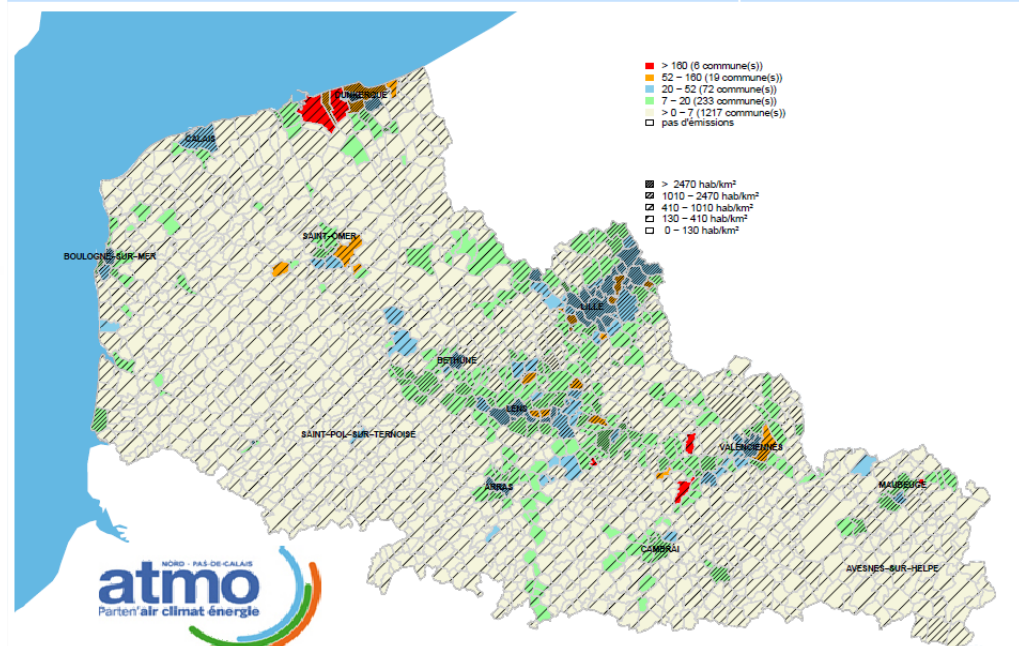 > 160 (6 commune(s))
52 – 160 (19 commune(s))
20 – 52 (72 commune(s))
7 – 20 (233 commune(s))
> 0 – 7 (1217 commune(s))
pas d'émissions
> 2470 hab/km²
1010 – 2470 hab/km²
410 – 1010 hab/km²
130 – 410 hab/km²
0 – 130 hab/km²
DUNKERQUE
CALAIS
SAINT–OMER
BOULOGNE–SUR–MER
LILLE
BETHUNE
LENS
SAINT–POL–SUR–TERNOISE
VALENCIENNES
ARRAS
MAUBEUGE
CAMBRAI
AVESNES–SUR–HELPE
NORD - PAS-DE-CALAIS
atmo
Parten'air climat énergie